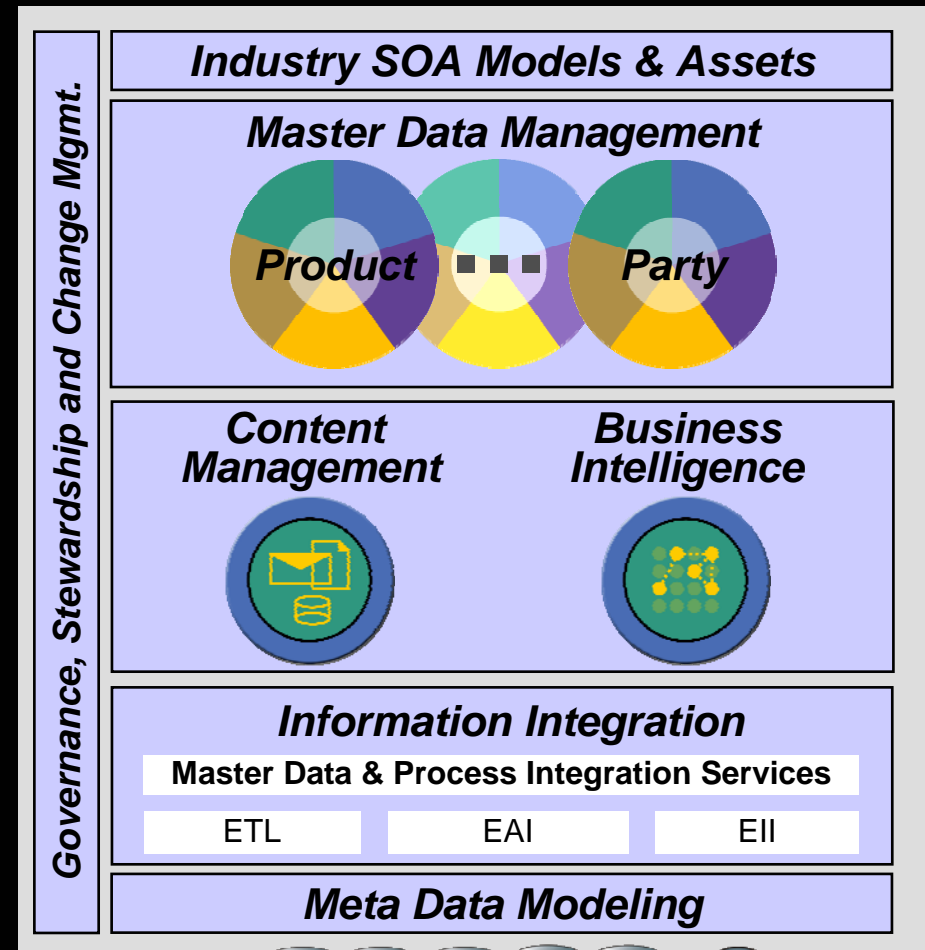 Governance, Stewardship and Change Mgmt.
Industry SOA Models & Assets
Master Data Management
Product
Party
Content
Management
Business
Intelligence
Information Integration
Master Data & Process Integration Services
ETL
EAI
EII
Meta Data Modeling